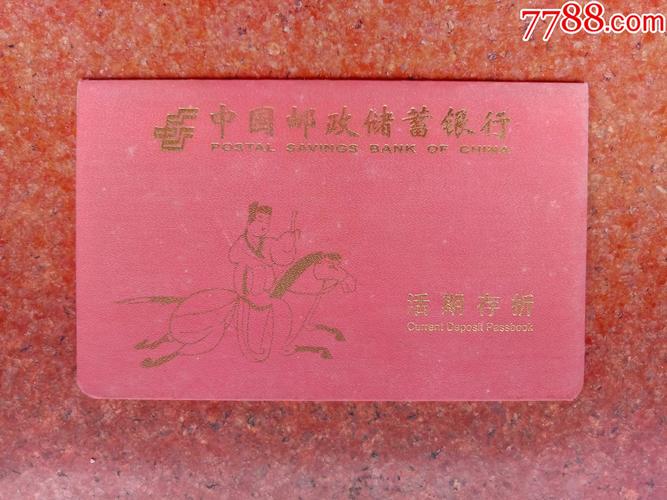 7788.com
中国邮政储蓄银行
POSTAL SAVINGS BANK OF CHINA
活期存折
Current Deposit Passbook